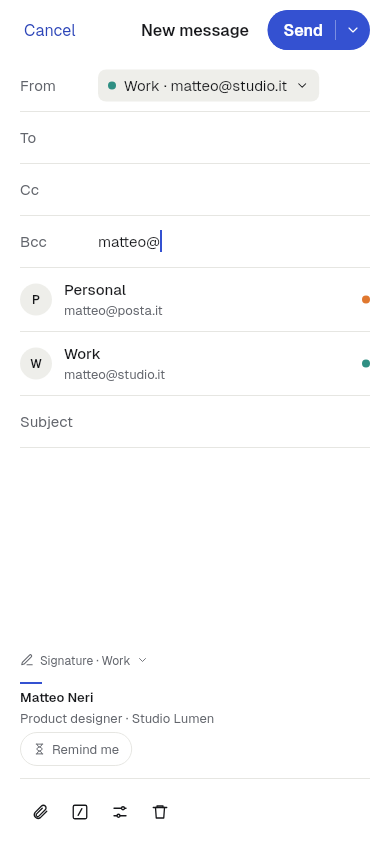 Cancel New message Send
From Work · matteo@studio.it
To
Cc
Bcc matteo@
P Personal
matteo@posta.it
W Work
matteo@studio.it
Subject
Signature · Work
Matteo Neri
Product designer · Studio Lumen
Remind me